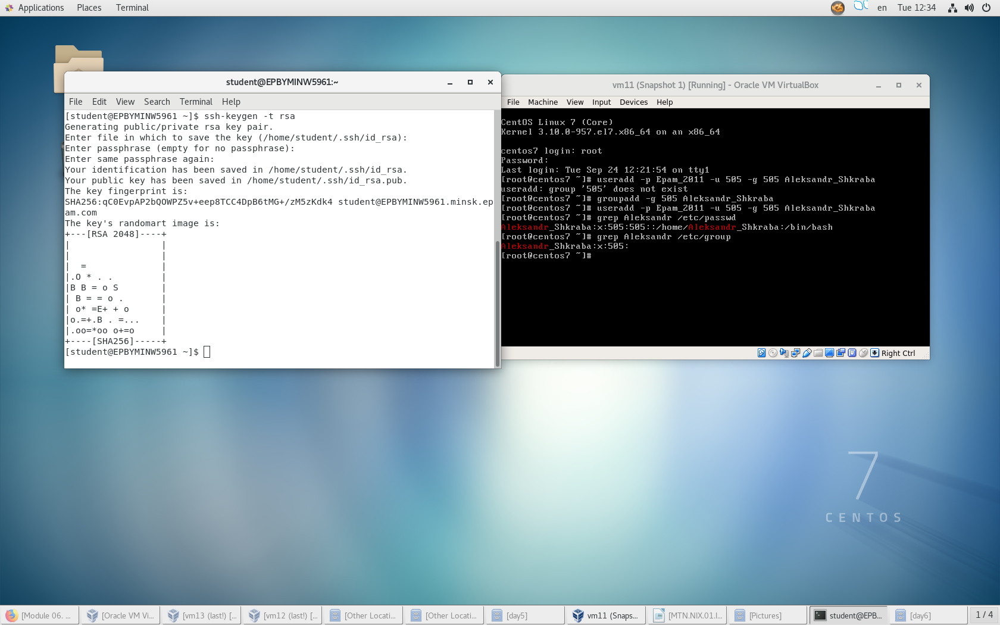 Applications Places Terminal
en Tue 12:34
student@EPBYMINW5961:~
File Edit View Search Terminal Help
[student@EPBYMINW5961 ~]$ ssh-keygen -t rsa
Generating public/private rsa key pair.
Enter file in which to save the key (/home/student/.ssh/id_rsa):
Enter passphrase (empty for no passphrase):
Enter same passphrase again:
Your identification has been saved in /home/student/.ssh/id_rsa.
Your public key has been saved in /home/student/.ssh/id_rsa.pub.
The key fingerprint is:
SHA256:qC0EvpAP2bQOWPZ5v+eep8TCC4DpB6tMG+/zM5zKdk4 student@EPBYMINW5961.minsk.ep
am.com
The key's randomart image is:
+---[RSA 2048]----+
|                 |
|                 |
|  =              |
|.O * . .         |
|B B = o S        |
| B = = o .       |
| o* =E+ + o      |
|o.=+.B . =...    |
|.oo=*oo o+=o     |
+----[SHA256]-----+
[student@EPBYMINW5961 ~]$
vm11 (Snapshot 1) [Running] - Oracle VM VirtualBox
File Machine View Input Devices Help
CentOS Linux 7 (Core)
Kernel 3.10.0-957.el7.x86_64 on an x86_64
centos7 login: root
Password:
Last login: Tue Sep 24 12:21:54 on tty1
[root@centos7 ~]# useradd -p Epam_2011 -u 505 -g 505 Aleksandr_Shkraba
useradd: group '505' does not exist
[root@centos7 ~]# groupadd -g 505 Aleksandr_Shkraba
[root@centos7 ~]# useradd -p Epam_2011 -u 505 -g 505 Aleksandr_Shkraba
[root@centos7 ~]# grep Aleksandr /etc/passwd
Aleksandr_Shkraba:x:505:505::/home/Aleksandr_Shkraba:/bin/bash
[root@centos7 ~]# grep Aleksandr /etc/group
Aleksandr_Shkraba:x:505:
[root@centos7 ~]#
Right Ctrl
7
CENTOS
[Module 06. ...
[Oracle VM Vi...
[vm13 (last!) [...
[vm12 (last!) [...
[Other Locati...
[Other Locati...
[day5]
vm11 (Snaps...
[MTN.NIX.01.l...
[Pictures]
student@EPB...
[day6]
1 / 4